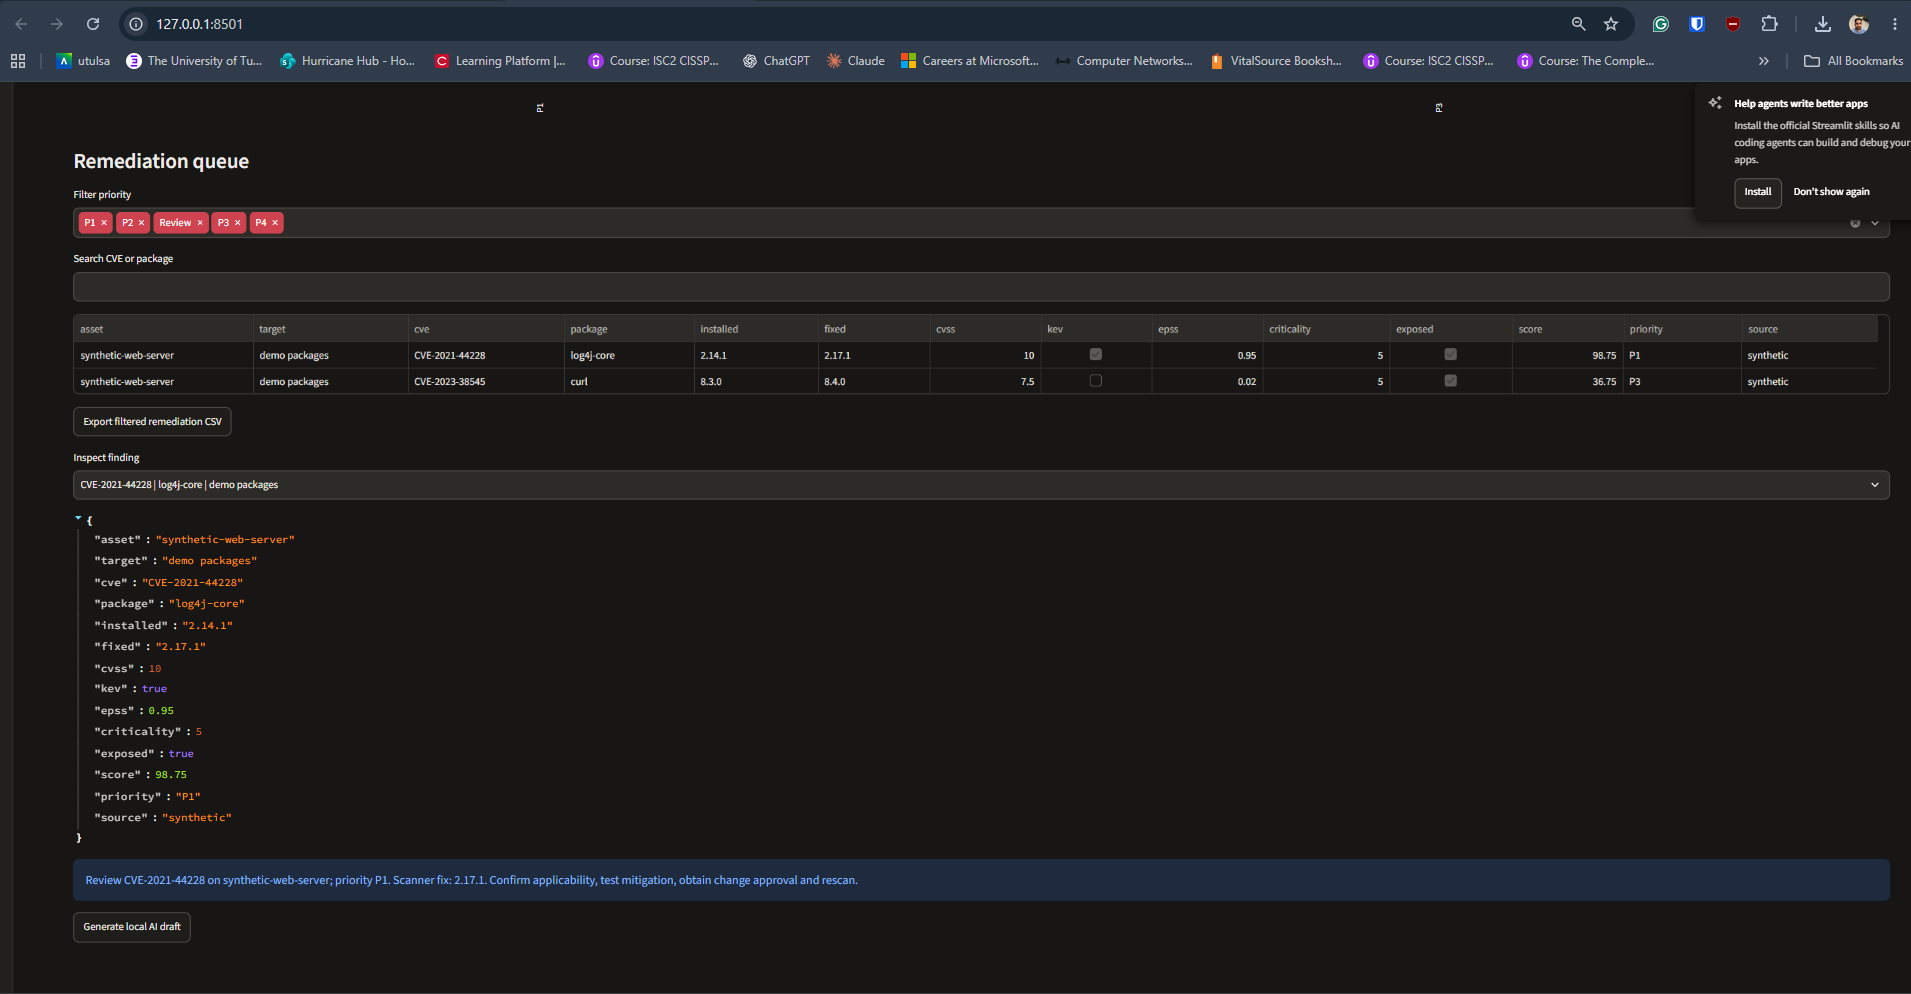 127.0.0.1:8501
utulsa
The University of Tu...
Hurricane Hub - Ho...
Learning Platform |...
Course: ISC2 CISSP...
ChatGPT
Claude
Careers at Microsoft...
Computer Networks...
VitalSource Booksh...
Course: ISC2 CISSP...
Course: The Comple...
»
All Bookmarks
P1
P3
Help agents write better apps
Install the official Streamlit skills so AI
coding agents can build and debug your
apps.
Install
Don't show again
Remediation queue
Filter priority
P1 × P2 × Review × P3 × P4 ×
Search CVE or package
asset target cve package installed fixed cvss kev epss criticality exposed score priority source
synthetic-web-server demo packages CVE-2021-44228 log4j-core 2.14.1 2.17.1 10 0.95 5 98.75 P1 synthetic
synthetic-web-server demo packages CVE-2023-38545 curl 8.3.0 8.4.0 7.5 0.02 5 36.75 P3 synthetic
Export filtered remediation CSV
Inspect finding
CVE-2021-44228 | log4j-core | demo packages
{
"asset" : "synthetic-web-server"
"target" : "demo packages"
"cve" : "CVE-2021-44228"
"package" : "log4j-core"
"installed" : "2.14.1"
"fixed" : "2.17.1"
"cvss" : 10
"kev" : true
"epss" : 0.95
"criticality" : 5
"exposed" : true
"score" : 98.75
"priority" : "P1"
"source" : "synthetic"
}
Review CVE-2021-44228 on synthetic-web-server; priority P1. Scanner fix: 2.17.1. Confirm applicability, test mitigation, obtain change approval and rescan.
Generate local AI draft